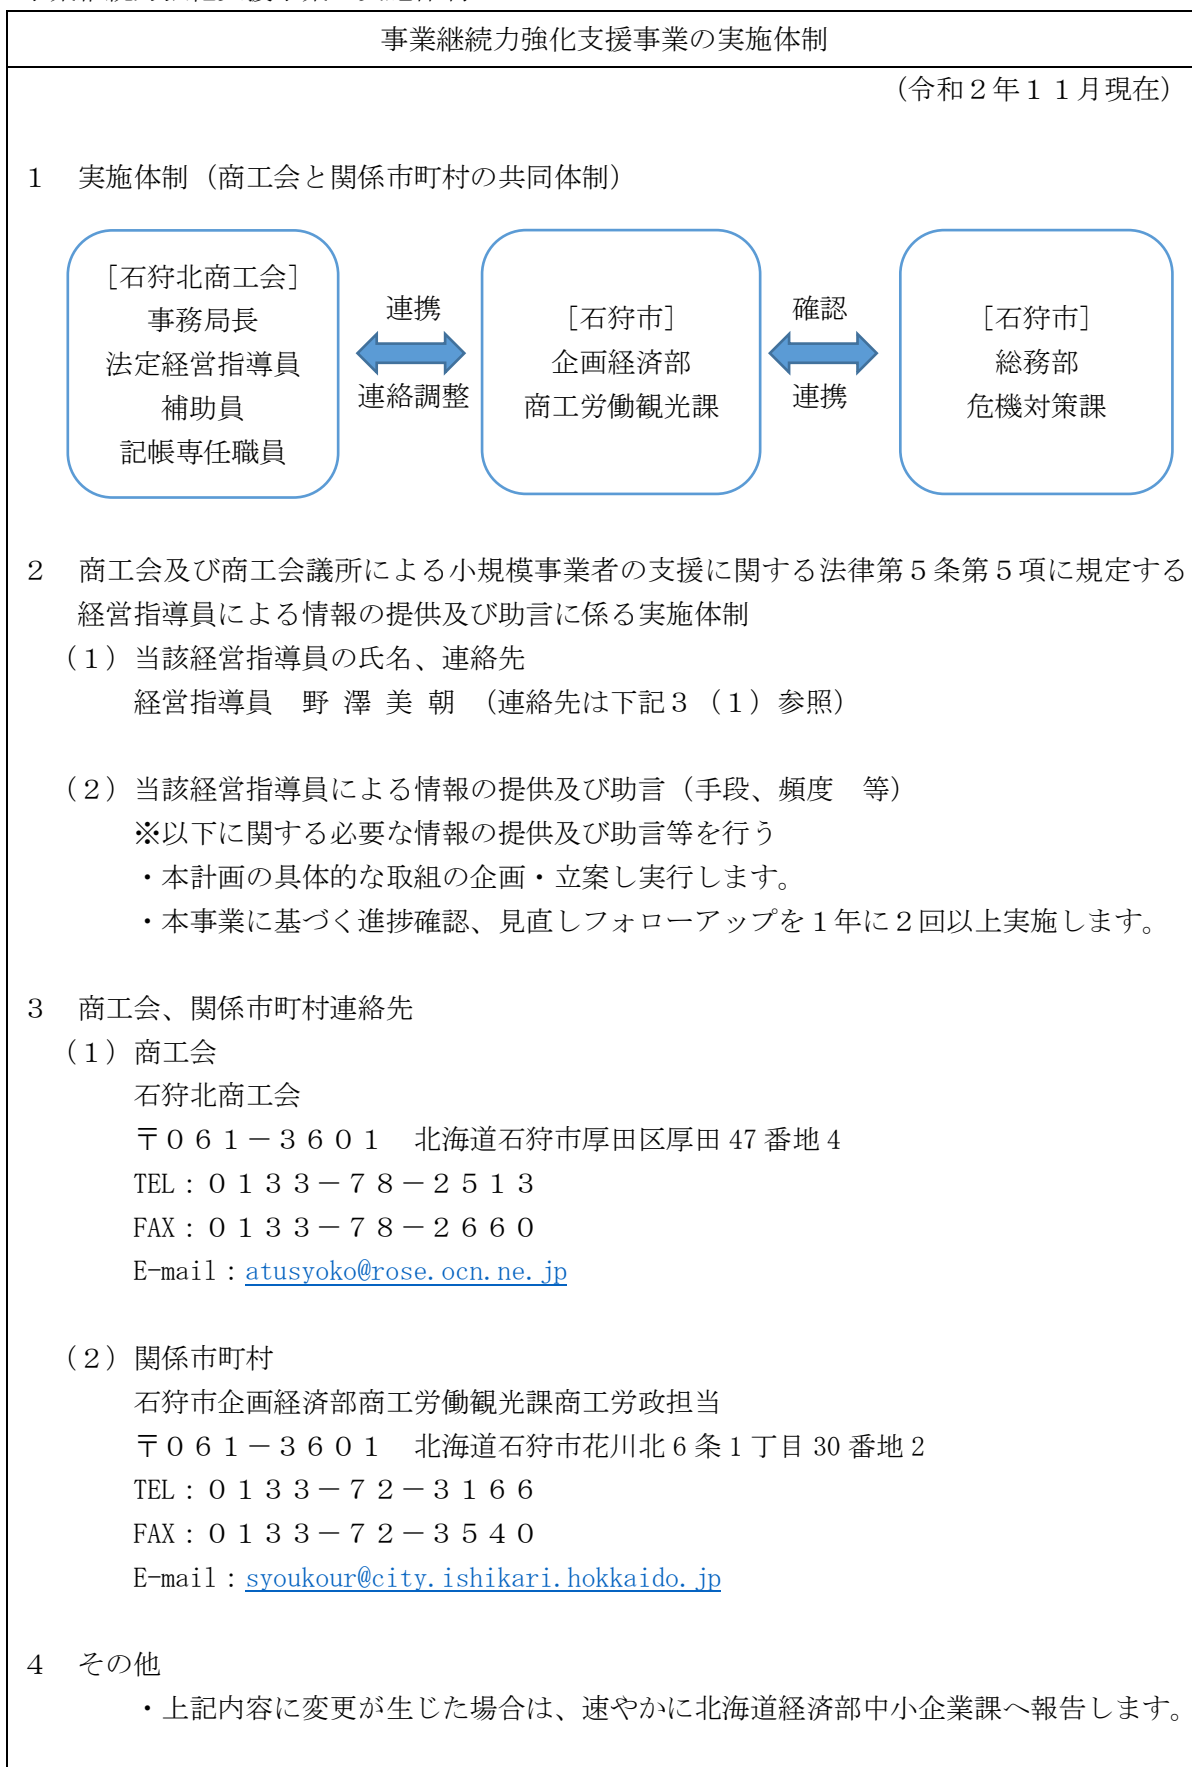 事業継続力強化支援事業の実施体制
（令和２年１１月現在）
１　実施体制（商工会と関係市町村の共同体制）
［石狩北商工会］
事務局長
法定経営指導員
補助員
記帳専任職員
連携
連絡調整
［石狩市］
企画経済部
商工労働観光課
確認
連携
［石狩市］
総務部
危機対策課
２　商工会及び商工会議所による小規模事業者の支援に関する法律第５条第５項に規定する
経営指導員による情報の提供及び助言に係る実施体制
（１）当該経営指導員の氏名、連絡先
経営指導員　野 澤 美 朝 （連絡先は下記３（１）参照）
（２）当該経営指導員による情報の提供及び助言（手段、頻度　等）
※以下に関する必要な情報の提供及び助言等を行う
・本計画の具体的な取組の企画・立案し実行します。
・本事業に基づく進捗確認、見直しフォローアップを１年に２回以上実施します。
３　商工会、関係市町村連絡先
（１）商工会
石狩北商工会
〒０６１－３６０１　北海道石狩市厚田区厚田 47 番地 4
TEL：０１３３－７８－２５１３
FAX：０１３３－７８－２６６０
E-mail：atusyoko@rose.ocn.ne.jp
（２）関係市町村
石狩市企画経済部商工労働観光課商工労政担当
〒０６１－３６０１　北海道石狩市花川北 6 条 1 丁目 30 番地 2
TEL：０１３３－７２－３１６６
FAX：０１３３－７２－３５４０
E-mail：syoukour@city.ishikari.hokkaido.jp
４　その他
・上記内容に変更が生じた場合は、速やかに北海道経済部中小企業課へ報告します。